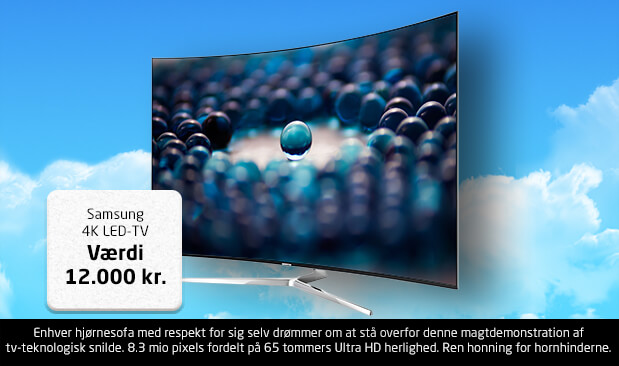 Samsung
4K LED-TV
Værdi
12.000 kr.
Enhver hjørnesofa med respekt for sig selv drømmer om at stå overfor denne magtdemonstration af
tv-teknologisk snilde. 8.3 mio pixels fordelt på 65 tommers Ultra HD herlighed. Ren honning for hornhinderne.